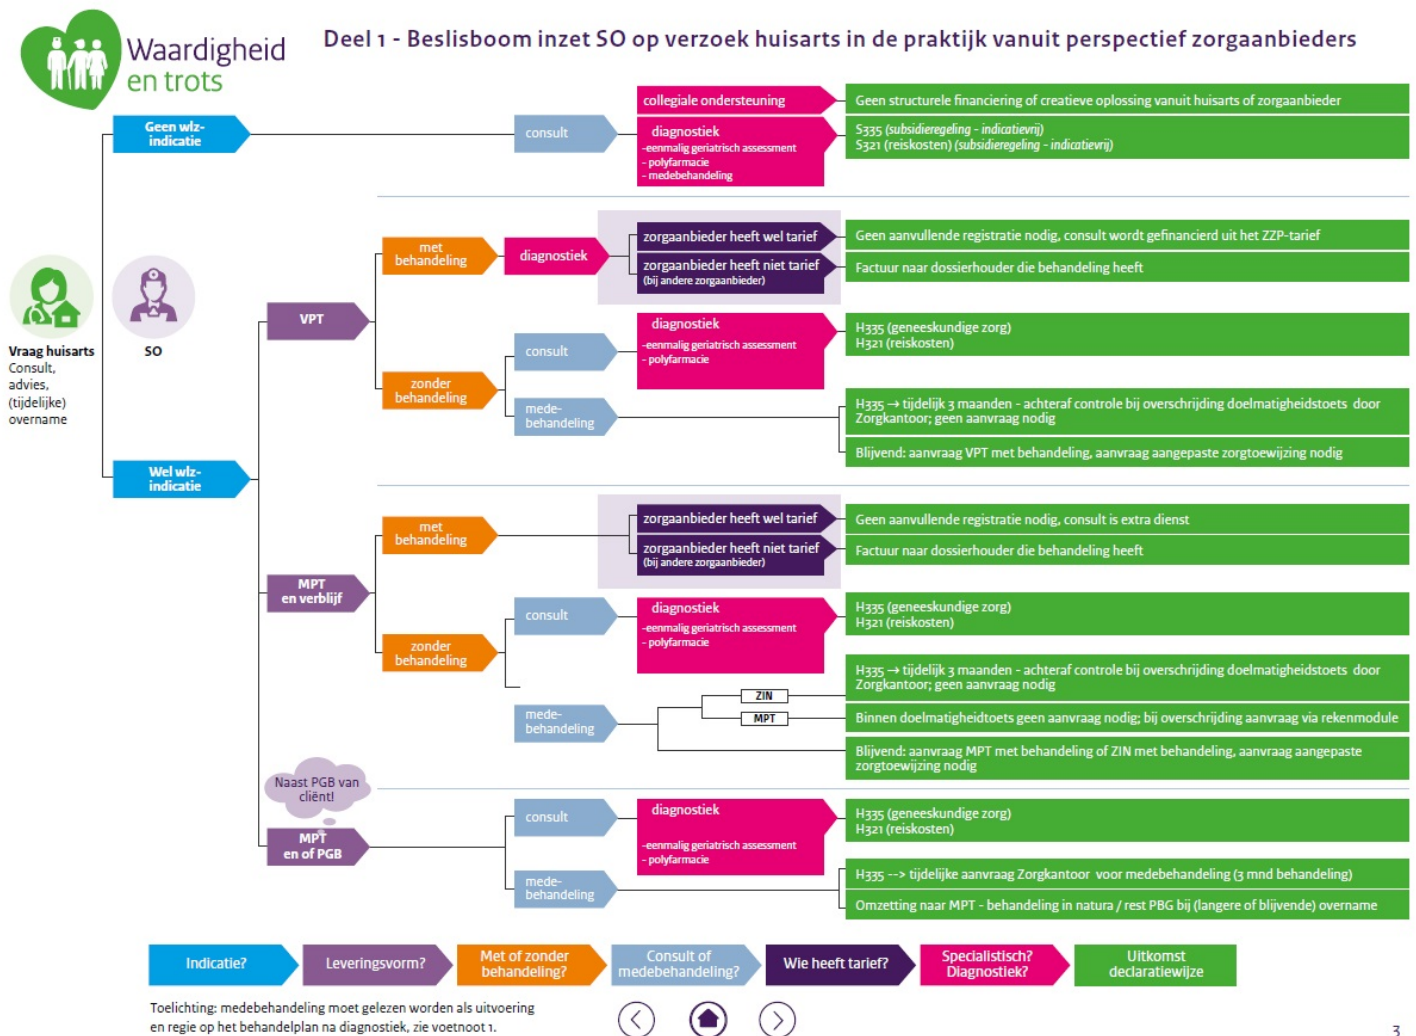 Waardigheid
en trots
Deel 1 - Beslisboom inzet SO op verzoek huisarts in de praktijk vanuit perspectief zorgaanbieders
Vraag huisarts
Consult,
advies,
(tijdelijke)
overname
SO
Geen wlz-
indicatie
consult
collegiale ondersteuning
Geen structurele financiering of creatieve oplossing vanuit huisarts of zorgaanbieder
diagnostiek
-eenmalig geriatrisch assessment
- polyfarmacie
- medebehandeling
S335 (subsidieregeling - indicatievrij)
S321 (reiskosten) (subsidieregeling - indicatievrij)
Wel wlz-
indicatie
VPT
met
behandeling
diagnostiek
zorgaanbieder heeft wel tarief
Geen aanvullende registratie nodig, consult wordt gefinancierd uit het ZZP-tarief
zorgaanbieder heeft niet tarief
(bij andere zorgaanbieder)
Factuur naar dossierhouder die behandeling heeft
zonder
behandeling
consult
diagnostiek
-eenmalig geriatrisch assessment
- polyfarmacie
H335 (geneeskundige zorg)
H321 (reiskosten)
mede-
behandeling
H335 → tijdelijk 3 maanden - achteraf controle bij overschrijding doelmatigheidstoets door
Zorgkantoor; geen aanvraag nodig
Blijvend: aanvraag VPT met behandeling, aanvraag aangepaste zorgtoewijzing nodig
MPT
en verblijf
met
behandeling
zorgaanbieder heeft wel tarief
Geen aanvullende registratie nodig, consult is extra dienst
zorgaanbieder heeft niet tarief
(bij andere zorgaanbieder)
Factuur naar dossierhouder die behandeling heeft
zonder
behandeling
consult
diagnostiek
-eenmalig geriatrisch assessment
- polyfarmacie
H335 (geneeskundige zorg)
H321 (reiskosten)
mede-
behandeling
ZIN
H335 → tijdelijk 3 maanden - achteraf controle bij overschrijding doelmatigheidstoets door
Zorgkantoor; geen aanvraag nodig
MPT
Binnen doelmatigheidtoets geen aanvraag nodig; bij overschrijding aanvraag via rekenmodule
Blijvend: aanvraag MPT met behandeling of ZIN met behandeling, aanvraag aangepaste
zorgtoewijzing nodig
Naast PGB van
cliënt!
MPT
en of PGB
consult
diagnostiek
-eenmalig geriatrisch assessment
- polyfarmacie
H335 (geneeskundige zorg)
H321 (reiskosten)
mede-
behandeling
H335 --> tijdelijke aanvraag Zorgkantoor voor medebehandeling (3 mnd behandeling)
Omzetting naar MPT - behandeling in natura / rest PBG bij (langere of blijvende) overname
Indicatie?
Leveringsvorm?
Met of zonder
behandeling?
Consult of
medebehandeling?
Wie heeft tarief?
Specialistisch?
Diagnostiek?
Uitkomst
declaratiewijze
Toelichting: medebehandeling moet gelezen worden als uitvoering
en regie op het behandelplan na diagnostiek, zie voetnoot 1.
3